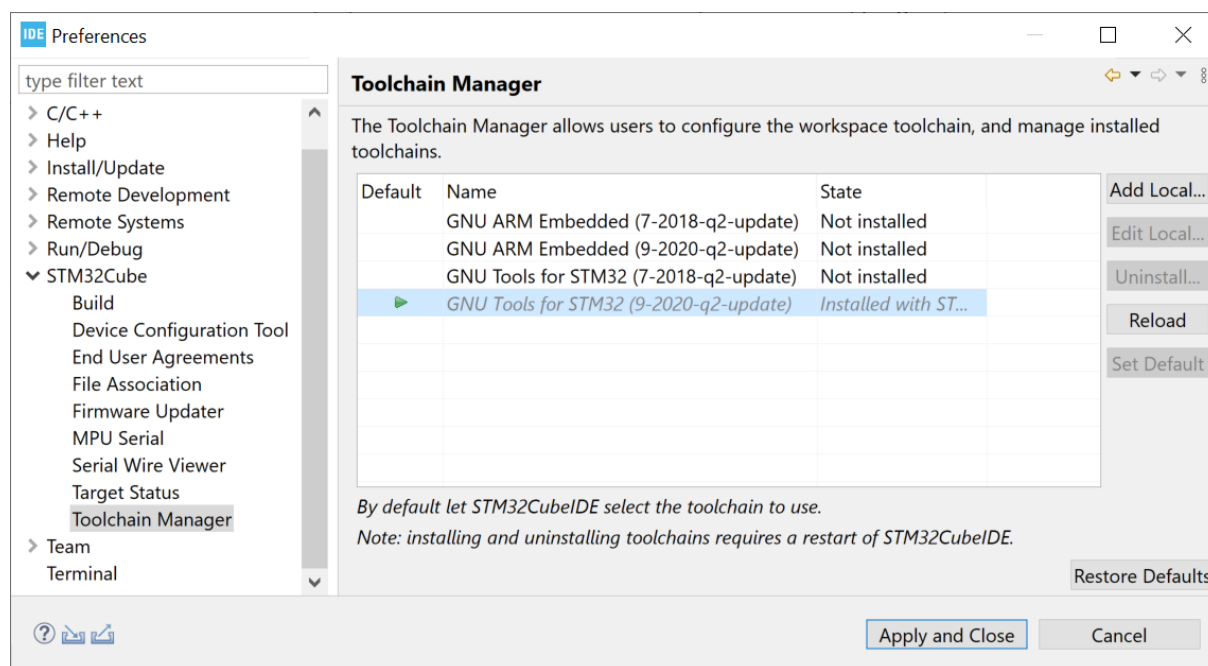 IDE Preferences
type filter text
C/C++
Help
Install/Update
Remote Development
Remote Systems
Run/Debug
STM32Cube
Build
Device Configuration Tool
End User Agreements
File Association
Firmware Updater
MPU Serial
Serial Wire Viewer
Target Status
Toolchain Manager
Team
Terminal
Toolchain Manager
The Toolchain Manager allows users to configure the workspace toolchain, and manage installed
toolchains.
Default Name State
GNU ARM Embedded (7-2018-q2-update) Not installed
GNU ARM Embedded (9-2020-q2-update) Not installed
GNU Tools for STM32 (7-2018-q2-update) Not installed
GNU Tools for STM32 (9-2020-q2-update) Installed with ST...
Add Local...
Edit Local...
Uninstall...
Reload
Set Default
By default let STM32CubeIDE select the toolchain to use.
Note: installing and uninstalling toolchains requires a restart of STM32CubeIDE.
Restore Defaults
Apply and Close
Cancel